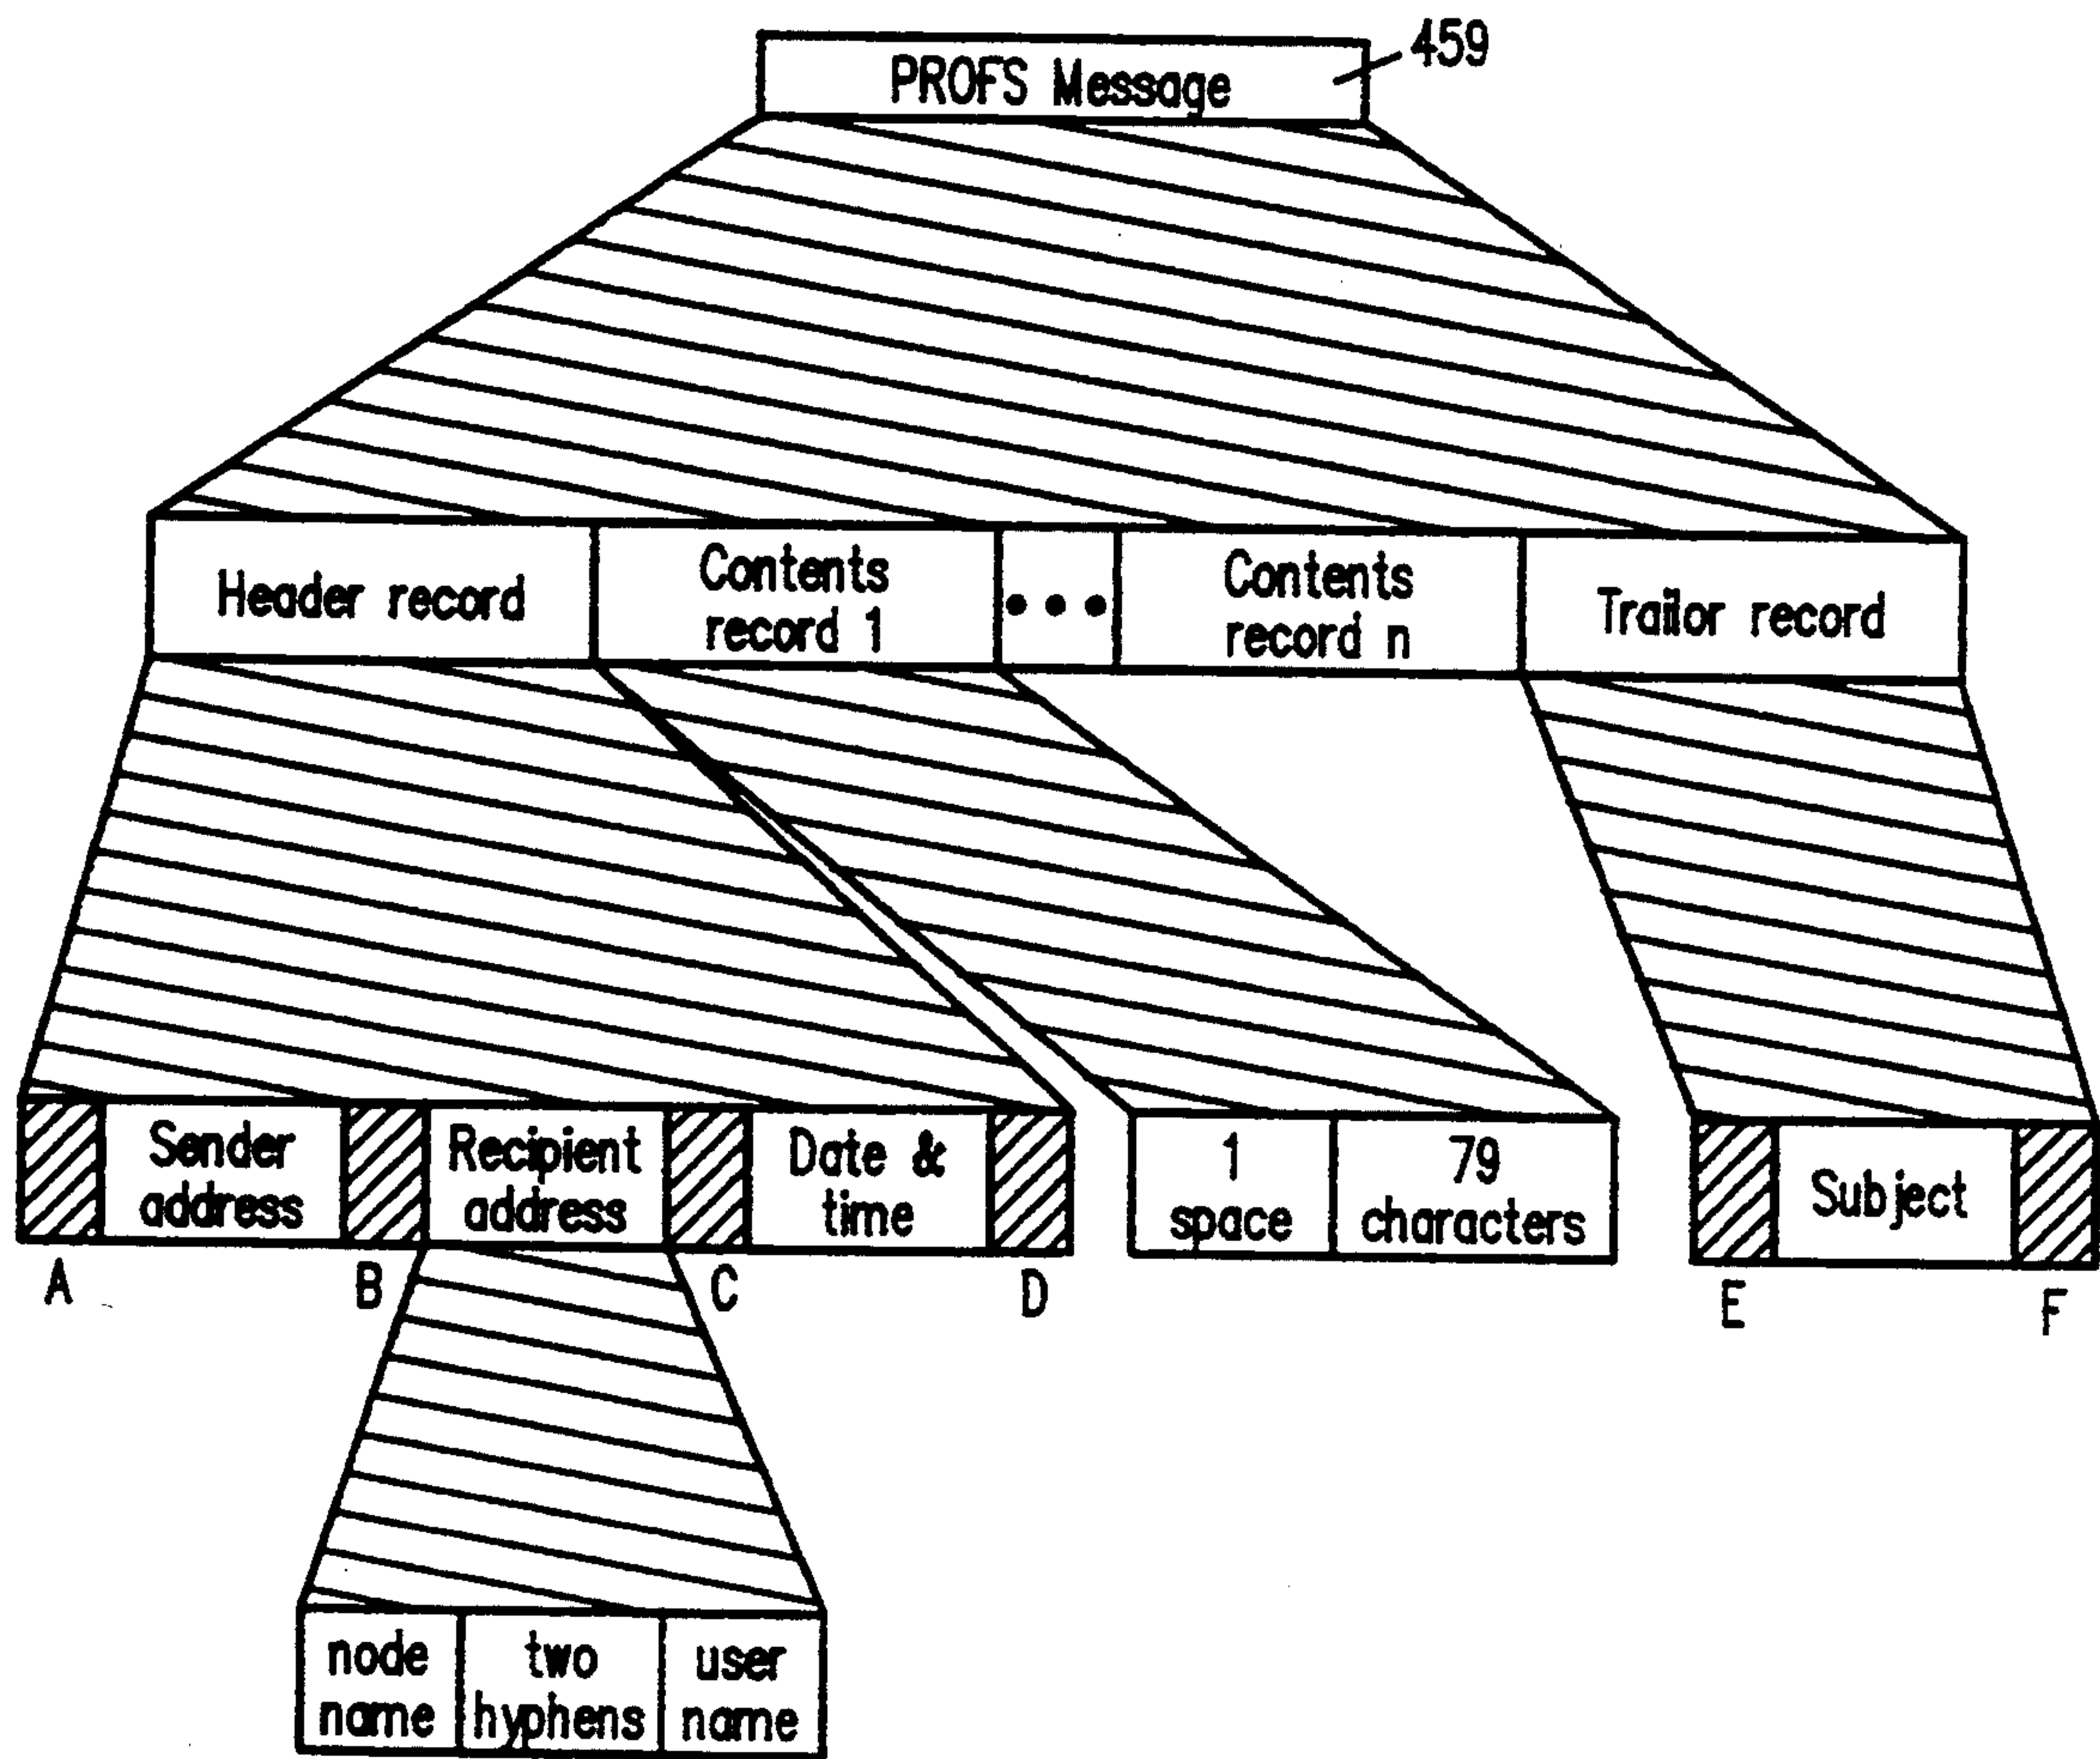 459
PROFS Message
Header record
Contents
record 1
Contents
record n
Trailor record
Sender
address
Recipient
address
Date &
time
1
space
79
characters
Subject
A
B
C
D
E
F
node
name
two
hyphens
user
name